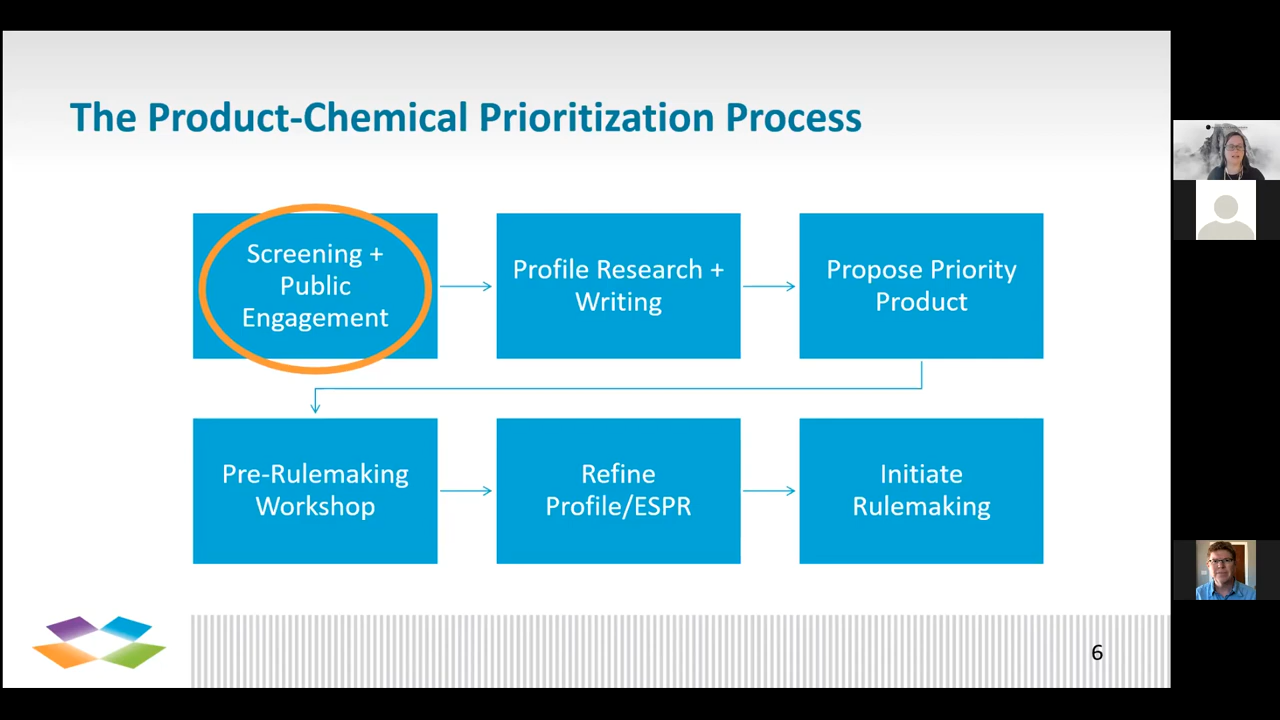 The Product-Chemical Prioritization Process
Screening +
Public
Engagement
Profile Research +
Writing
Propose Priority
Product
Pre-Rulemaking
Workshop
Refine
Profile/ESPR
Initiate
Rulemaking
6